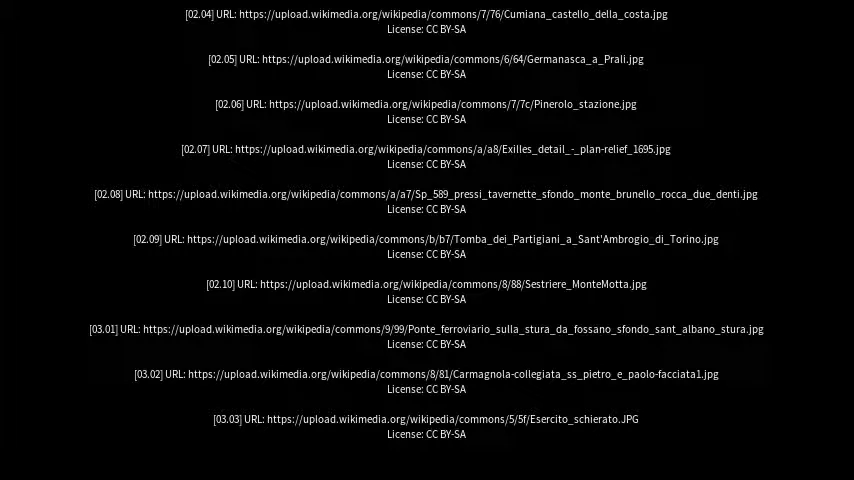 [02.04] URL: https://upload.wikimedia.org/wikipedia/commons/7/76/Cumiana_castello_della_costa.jpg
License: CC BY-SA
[02.05] URL: https://upload.wikimedia.org/wikipedia/commons/6/64/Germanasca_a_Prali.jpg
License: CC BY-SA
[02.06] URL: https://upload.wikimedia.org/wikipedia/commons/7/7c/Pinerolo_stazione.jpg
License: CC BY-SA
[02.07] URL: https://upload.wikimedia.org/wikipedia/commons/a/a8/Exilles_detail_-_plan-relief_1695.jpg
License: CC BY-SA
[02.08] URL: https://upload.wikimedia.org/wikipedia/commons/a/a7/Sp_589_pressi_tavernette_sfondo_monte_brunello_rocca_due_denti.jpg
License: CC BY-SA
[02.09] URL: https://upload.wikimedia.org/wikipedia/commons/b/b7/Tomba_dei_Partigiani_a_Sant'Ambrogio_di_Torino.jpg
License: CC BY-SA
[02.10] URL: https://upload.wikimedia.org/wikipedia/commons/8/88/Sestriere_MonteMotta.jpg
License: CC BY-SA
[03.01] URL: https://upload.wikimedia.org/wikipedia/commons/9/99/Ponte_ferroviario_sulla_stura_da_fossano_sfondo_sant_albano_stura.jpg
License: CC BY-SA
[03.02] URL: https://upload.wikimedia.org/wikipedia/commons/8/81/Carmagnola-collegiata_ss_pietro_e_paolo-facciata1.jpg
License: CC BY-SA
[03.03] URL: https://upload.wikimedia.org/wikipedia/commons/5/5f/Esercito_schierato.JPG
License: CC BY-SA